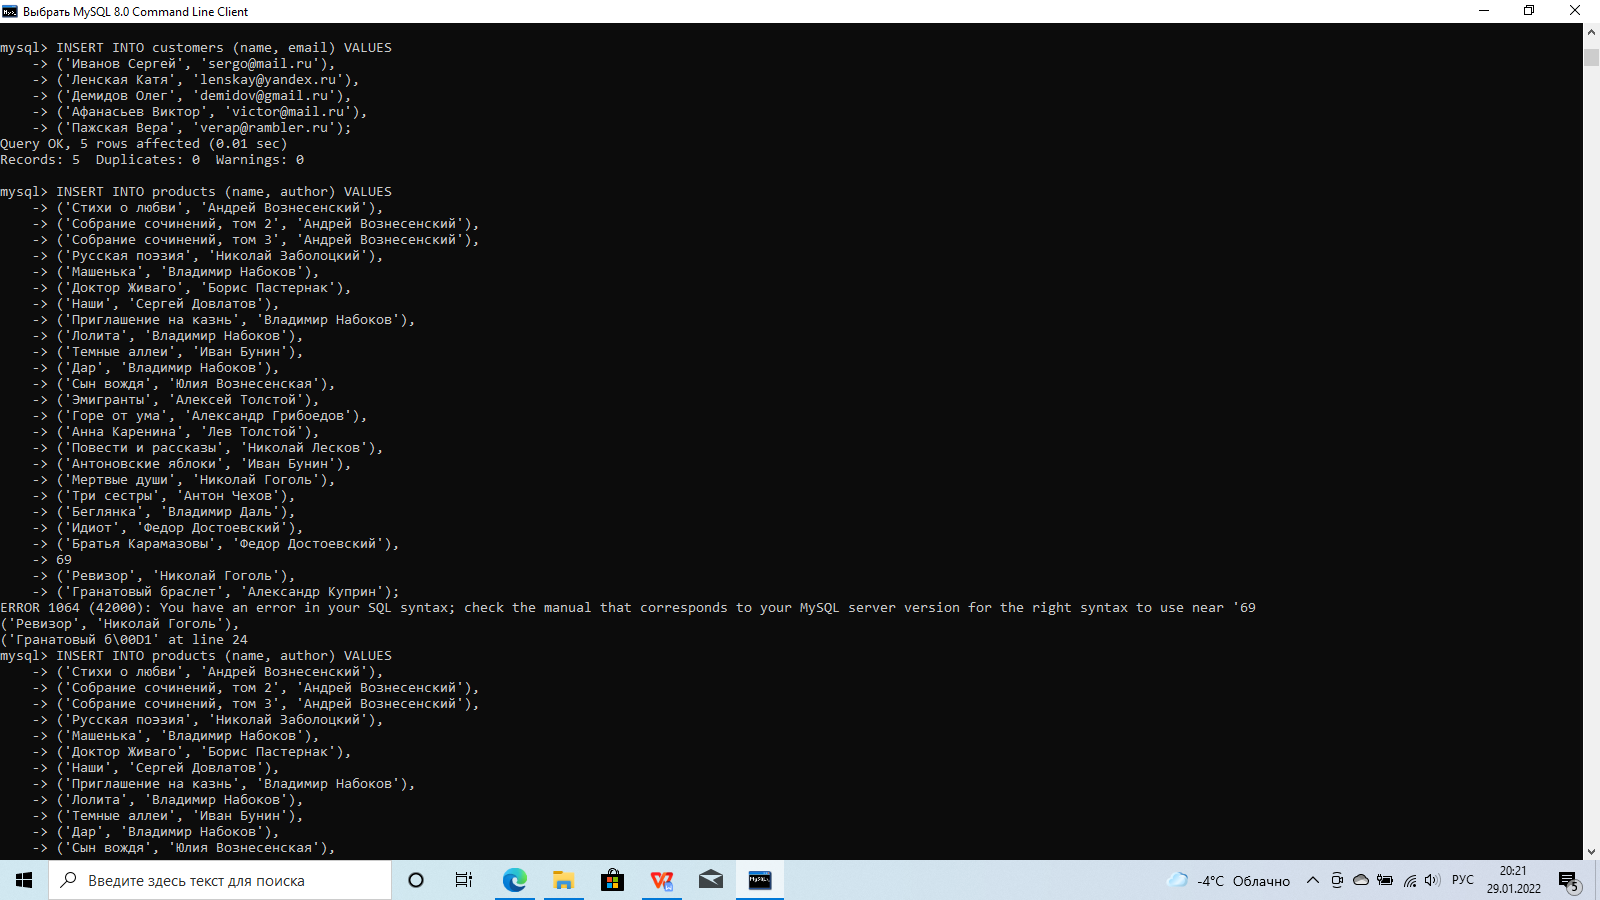 Выбрать MySQL 8.0 Command Line Client
mysql> INSERT INTO customers (name, email) VALUES
    -> ('Иванов Сергей', 'sergo@mail.ru'),
    -> ('Ленская Катя', 'lenskay@yandex.ru'),
    -> ('Демидов Олег', 'demidov@gmail.ru'),
    -> ('Афанасьев Виктор', 'victor@mail.ru'),
    -> ('Пажская Вера', 'verap@rambler.ru');
Query OK, 5 rows affected (0.01 sec)
Records: 5  Duplicates: 0  Warnings: 0
mysql> INSERT INTO products (name, author) VALUES
    -> ('Стихи о любви', 'Андрей Вознесенский'),
    -> ('Собрание сочинений, том 2', 'Андрей Вознесенский'),
    -> ('Собрание сочинений, том 3', 'Андрей Вознесенский'),
    -> ('Русская поэзия', 'Николай Заболоцкий'),
    -> ('Машенька', 'Владимир Набоков'),
    -> ('Доктор Живаго', 'Борис Пастернак'),
    -> ('Наши', 'Сергей Довлатов'),
    -> ('Приглашение на казнь', 'Владимир Набоков'),
    -> ('Лолита', 'Владимир Набоков'),
    -> ('Темные аллеи', 'Иван Бунин'),
    -> ('Дар', 'Владимир Набоков'),
    -> ('Сын вождя', 'Юлия Вознесенская'),
    -> ('Эмигранты', 'Алексей Толстой'),
    -> ('Горе от ума', 'Александр Грибоедов'),
    -> ('Анна Каренина', 'Лев Толстой'),
    -> ('Повести и рассказы', 'Николай Лесков'),
    -> ('Антоновские яблоки', 'Иван Бунин'),
    -> ('Мертвые души', 'Николай Гоголь'),
    -> ('Три сестры', 'Антон Чехов'),
    -> ('Беглянка', 'Владимир Даль'),
    -> ('Идиот', 'Федор Достоевский'),
    -> ('Братья Карамазовы', 'Федор Достоевский'),
    -> 69
    -> ('Ревизор', 'Николай Гоголь'),
    -> ('Гранатовый браслет', 'Александр Куприн');
ERROR 1064 (42000): You have an error in your SQL syntax; check the manual that corresponds to your MySQL server version for the right syntax to use near '69
('Ревизор', 'Николай Гоголь'),
('Гранатовый б\00D1' at line 24
mysql> INSERT INTO products (name, author) VALUES
    -> ('Стихи о любви', 'Андрей Вознесенский'),
    -> ('Собрание сочинений, том 2', 'Андрей Вознесенский'),
    -> ('Собрание сочинений, том 3', 'Андрей Вознесенский'),
    -> ('Русская поэзия', 'Николай Заболоцкий'),
    -> ('Машенька', 'Владимир Набоков'),
    -> ('Доктор Живаго', 'Борис Пастернак'),
    -> ('Наши', 'Сергей Довлатов'),
    -> ('Приглашение на казнь', 'Владимир Набоков'),
    -> ('Лолита', 'Владимир Набоков'),
    -> ('Темные аллеи', 'Иван Бунин'),
    -> ('Дар', 'Владимир Набоков'),
    -> ('Сын вождя', 'Юлия Вознесенская'),
Введите здесь текст для поиска
-4°C Облачно
РУС
20:21
29.01.2022
5